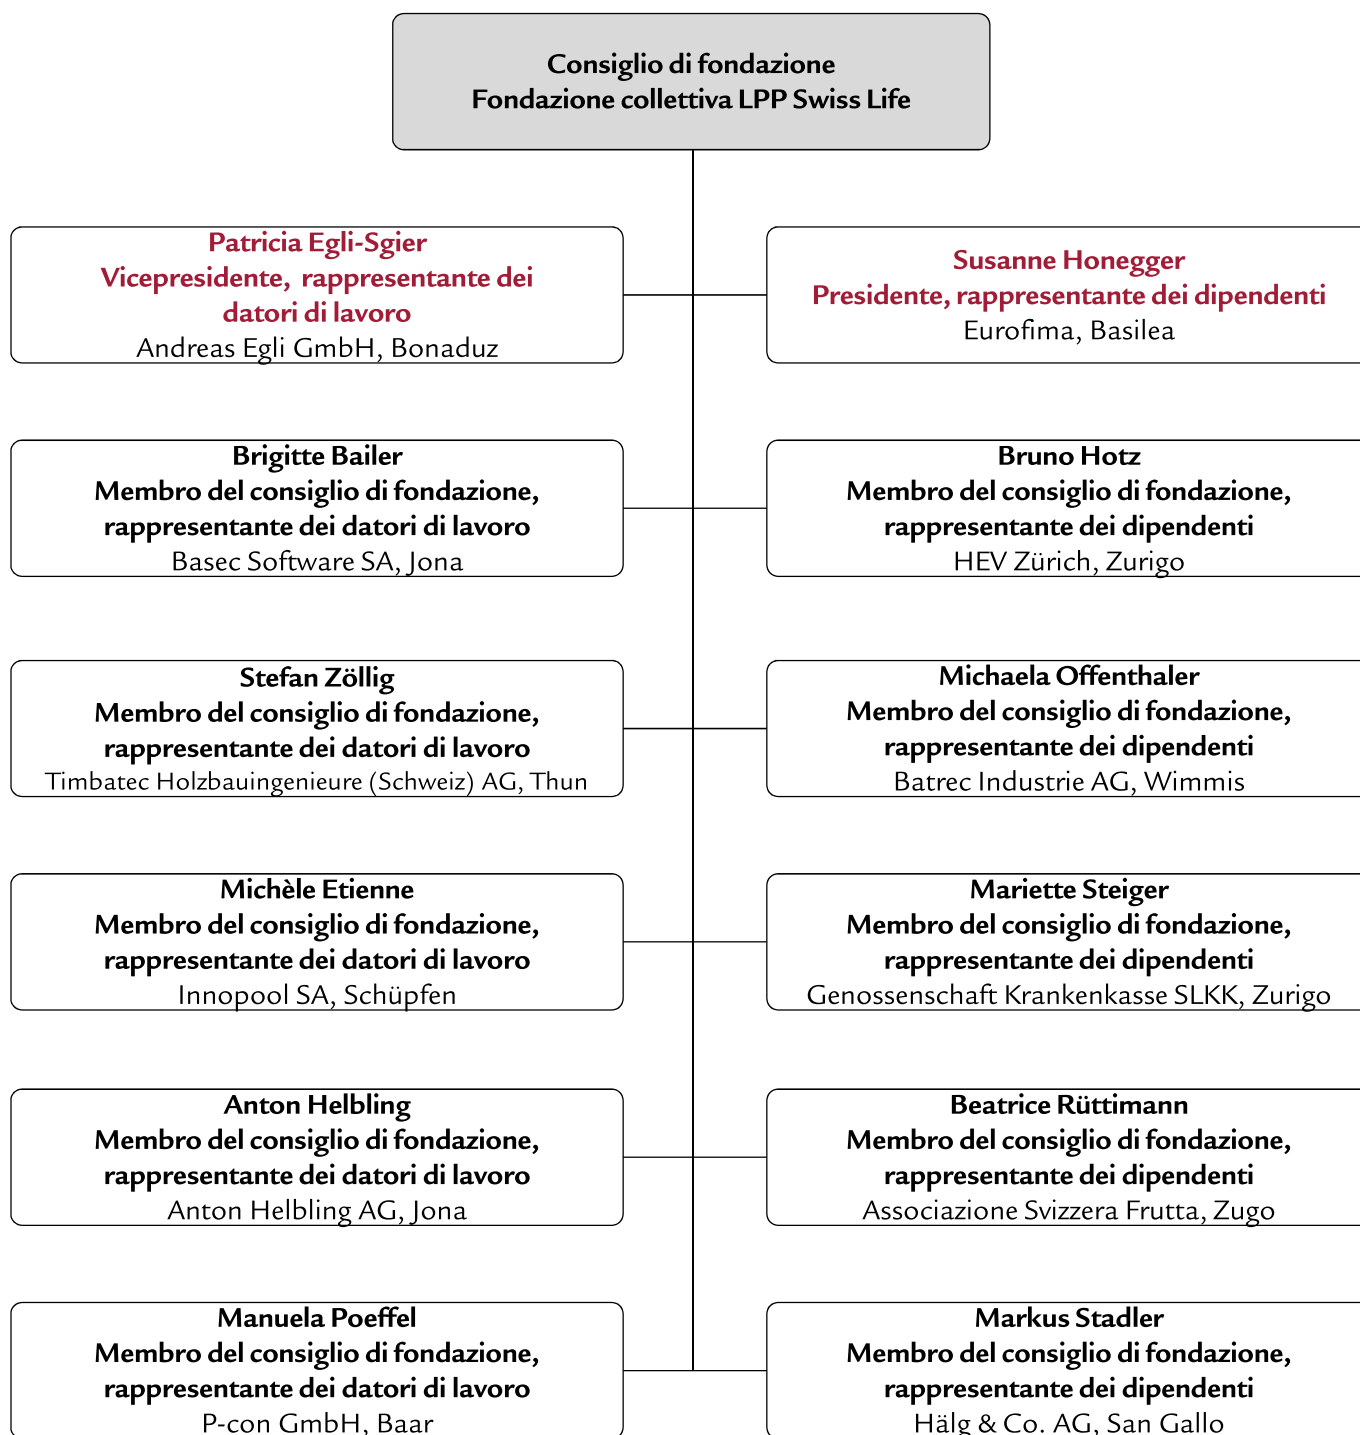 Consiglio di fondazione
Fondazione collettiva LPP Swiss Life
Patricia Egli-Sgier
Vicepresidente, rappresentante dei
datori di lavoro
Andreas Egli GmbH, Bonaduz
Susanne Honegger
Presidente, rappresentante dei dipendenti
Eurofima, Basilea
Brigitte Bailer
Membro del consiglio di fondazione,
rappresentante dei datori di lavoro
Basec Software SA, Jona
Bruno Hotz
Membro del consiglio di fondazione,
rappresentante dei dipendenti
HEV Zürich, Zurigo
Stefan Zöllig
Membro del consiglio di fondazione,
rappresentante dei datori di lavoro
Timbatec Holzbauingenieure (Schweiz) AG, Thun
Michaela Offenthaler
Membro del consiglio di fondazione,
rappresentante dei dipendenti
Batrec Industrie AG, Wimmis
Michèle Etienne
Membro del consiglio di fondazione,
rappresentante dei datori di lavoro
Innopool SA, Schüpfen
Mariette Steiger
Membro del consiglio di fondazione,
rappresentante dei dipendenti
Genossenschaft Krankenkasse SLKK, Zurigo
Anton Helbling
Membro del consiglio di fondazione,
rappresentante dei datori di lavoro
Anton Helbling AG, Jona
Beatrice Rüttimann
Membro del consiglio di fondazione,
rappresentante dei dipendenti
Associazione Svizzera Frutta, Zugo
Manuela Poeffel
Membro del consiglio di fondazione,
rappresentante dei datori di lavoro
P-con GmbH, Baar
Markus Stadler
Membro del consiglio di fondazione,
rappresentante dei dipendenti
Hälg & Co. AG, San Gallo